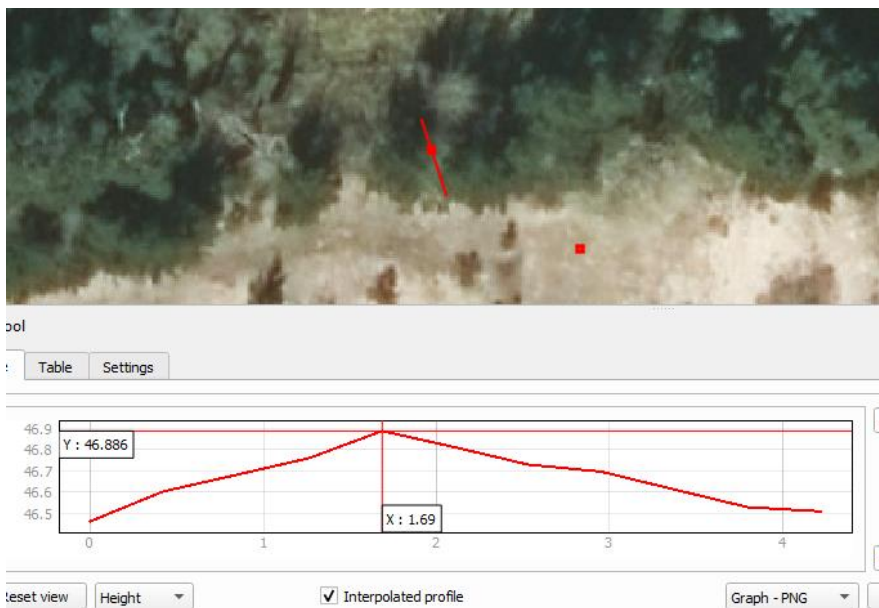 ool
Table Settings
46.9
Y : 46.886
46.8
46.7
46.6
46.5
X : 1.69
0 1 2 3 4
Reset view Height Interpolated profile Graph - PNG